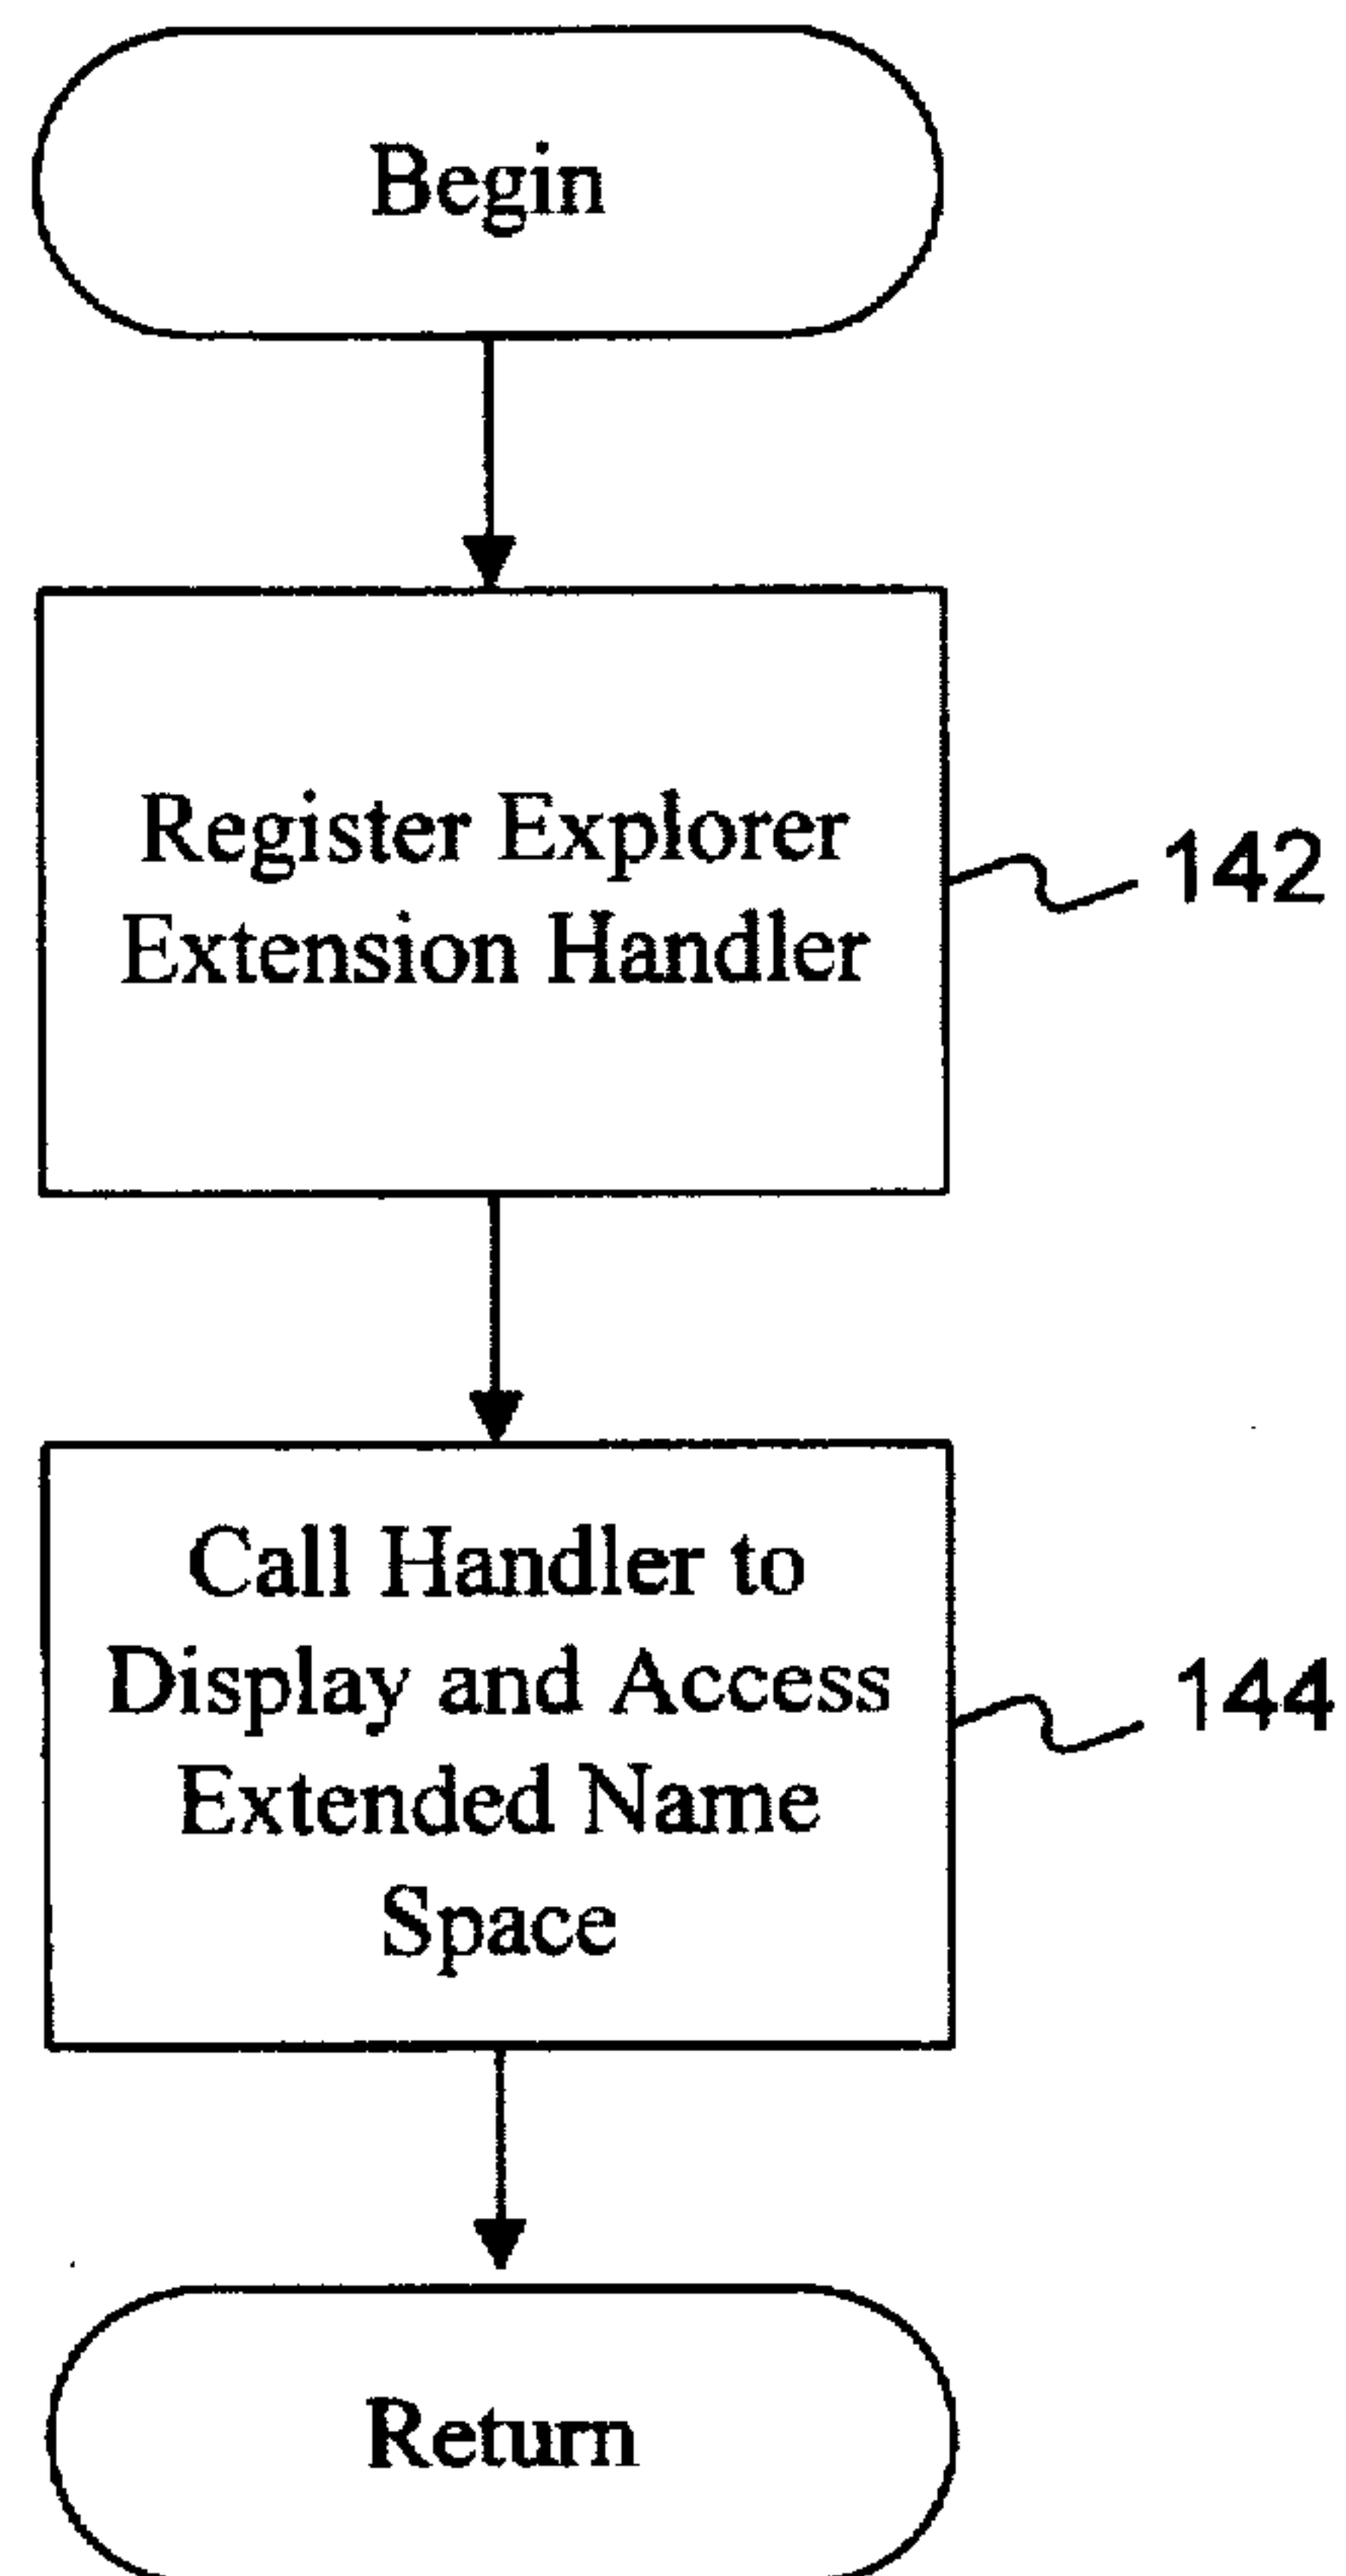 Begin
Register Explorer
Extension Handler
142
Call Handler to
Display and Access
Extended Name
Space
144
Return